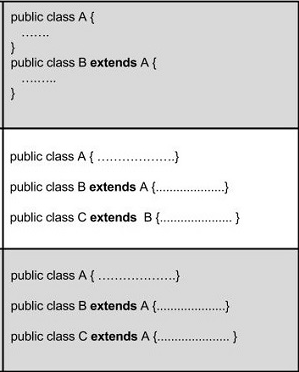 public class A {
…….
}
public class B extends A {
………
}
public class A { ……………….}
public class B extends A {....................}
public class C extends  B {..................... }
public class A { ……………….}
public class B extends A {....................}
public class C extends A {..................... }